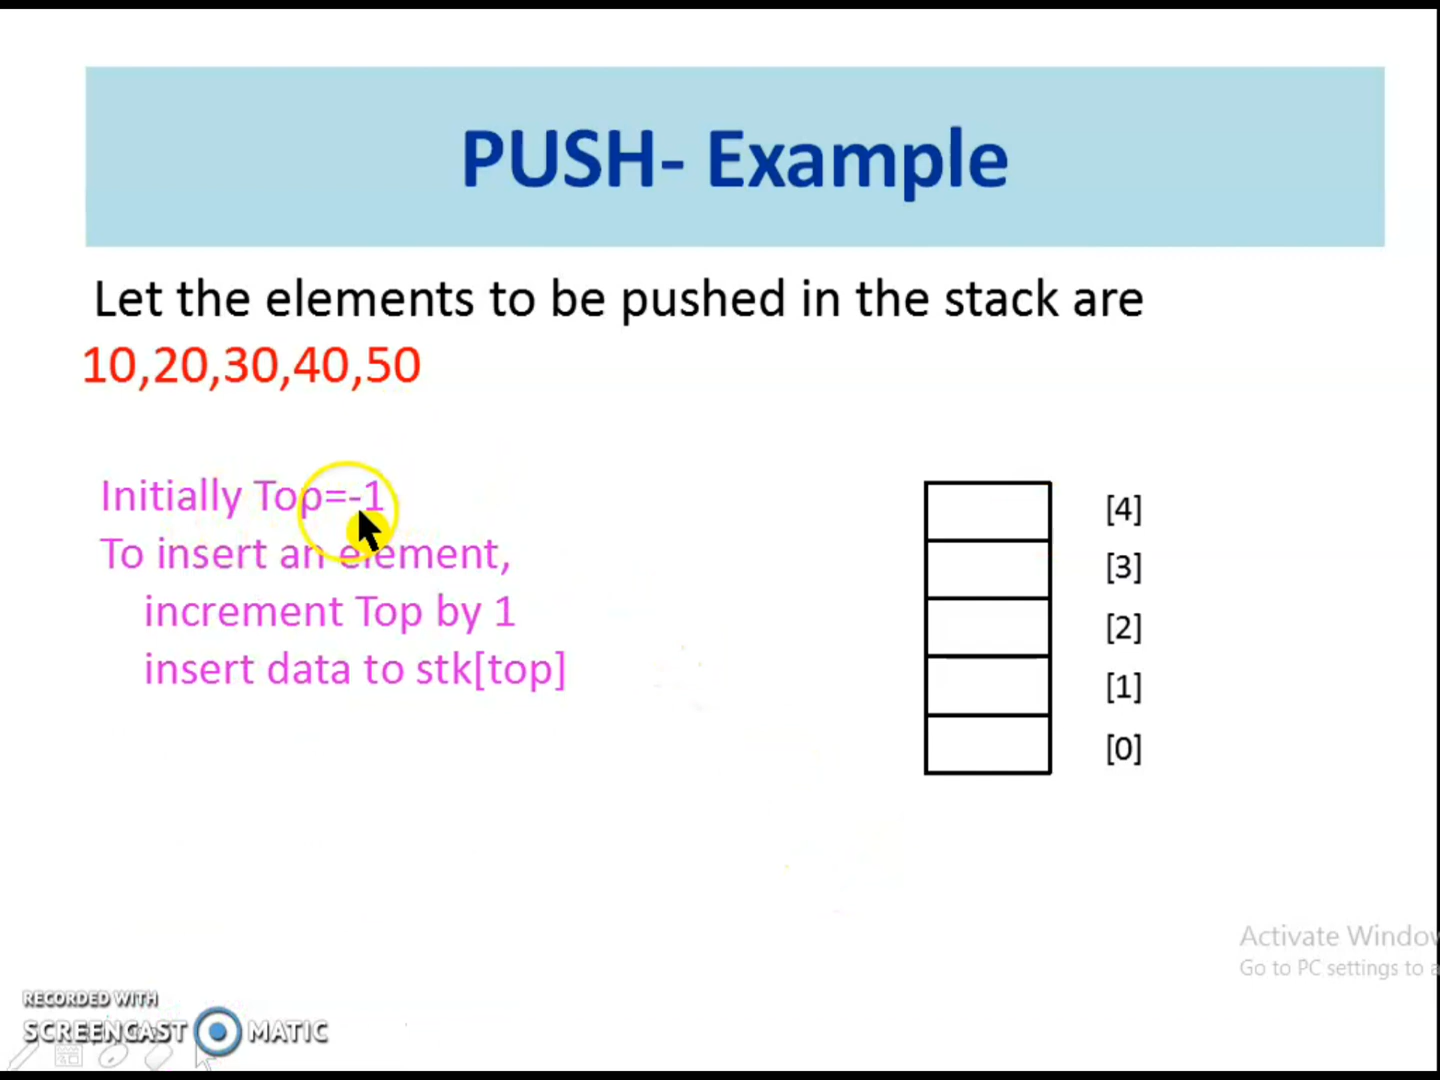 PUSH- Example
Let the elements to be pushed in the stack are
10,20,30,40,50
Initially Top=-1
To insert an element,
increment Top by 1
insert data to stk[top]
[4]
[3]
[2]
[1]
[0]
Activate Window
Go to PC settings to a
RECORDED WITH
SCREENCAST MATIC